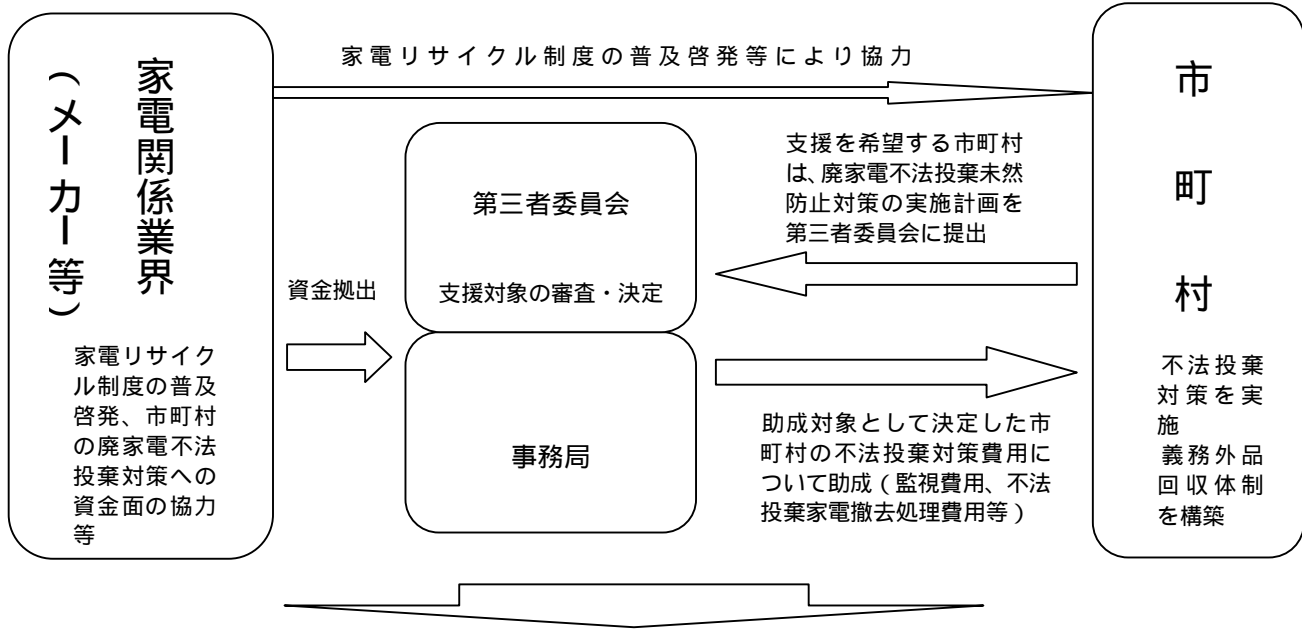 家電関係業界
（メーカー等）
家電リサイク
ル制度の普及
啓発、市町村
の廃家電不法
投棄対策への
資金面の協力
等
家電リサイクル制度の普及啓発等により協力
資金拠出
第三者委員会
支援対象の審査・決定
事務局
支援を希望する市町村
は、廃家電不法投棄未然
防止対策の実施計画を
第三者委員会に提出
助成対象として決定した市
町村の不法投棄対策費用に
ついて助成（監視費用、不法
投棄家電撤去処理費用等）
市町村
不法投棄
対策を実
施
義務外品
回収体制
を構築